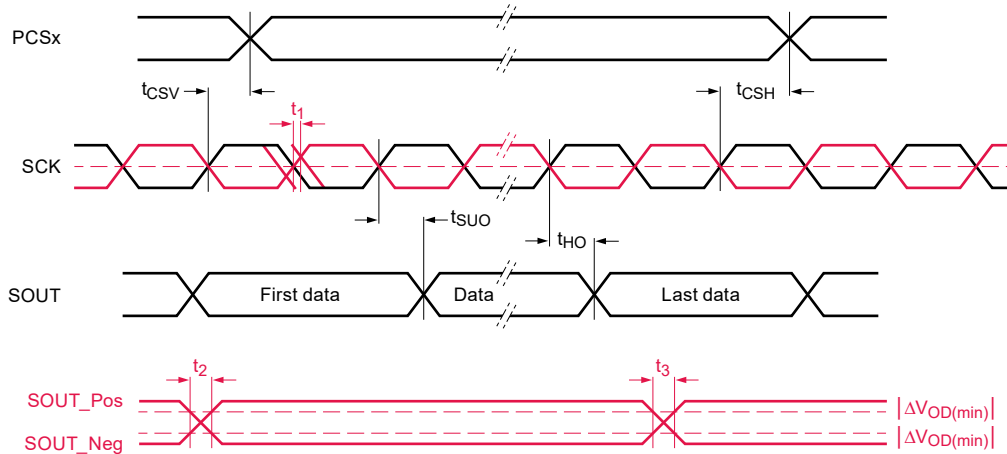 PCSx
tCSV
t1
tCSH
SCK
tSUO
tHO
SOUT
First data
Data
Last data
t2
t3
SOUT_Pos
|ΔVOD(min)|
SOUT_Neg
|ΔVOD(min)|